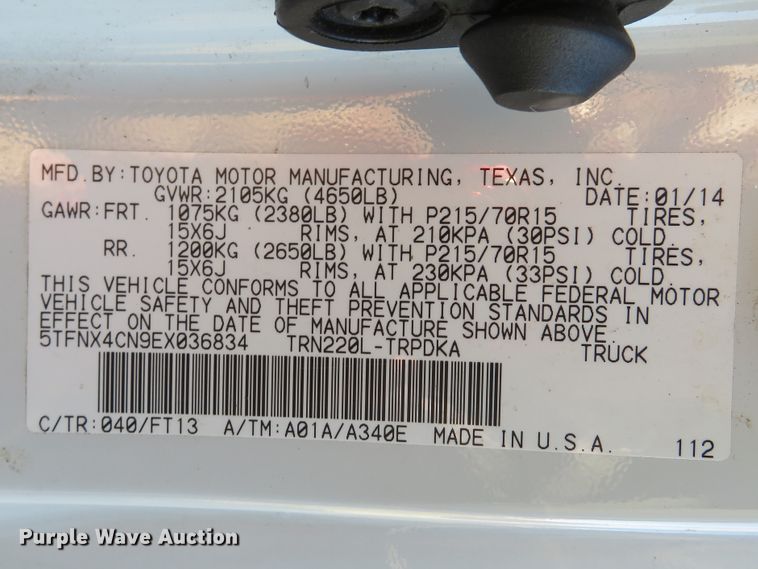 MFD.BY:TOYOTA MOTOR MANUFACTURING, TEXAS, INC.
GVWR:2105KG (4650LB) DATE:01/14
GAWR:FRT. 1075KG (2380LB) WITH P215/70R15 TIRES,
15X6J RIMS, AT 210KPA (30PSI) COLD.
RR. 1200KG (2650LB) WITH P215/70R15 TIRES,
15X6J RIMS, AT 230KPA (33PSI) COLD.
THIS VEHICLE CONFORMS TO ALL APPLICABLE FEDERAL MOTOR
VEHICLE SAFETY AND THEFT PREVENTION STANDARDS IN
EFFECT ON THE DATE OF MANUFACTURE SHOWN ABOVE.
5TFNX4CN9EX036834 TRN220L-TRPDKA TRUCK
C/TR:040/FT13 A/TM:A01A/A340E MADE IN U.S.A. 112
Purple Wave Auction